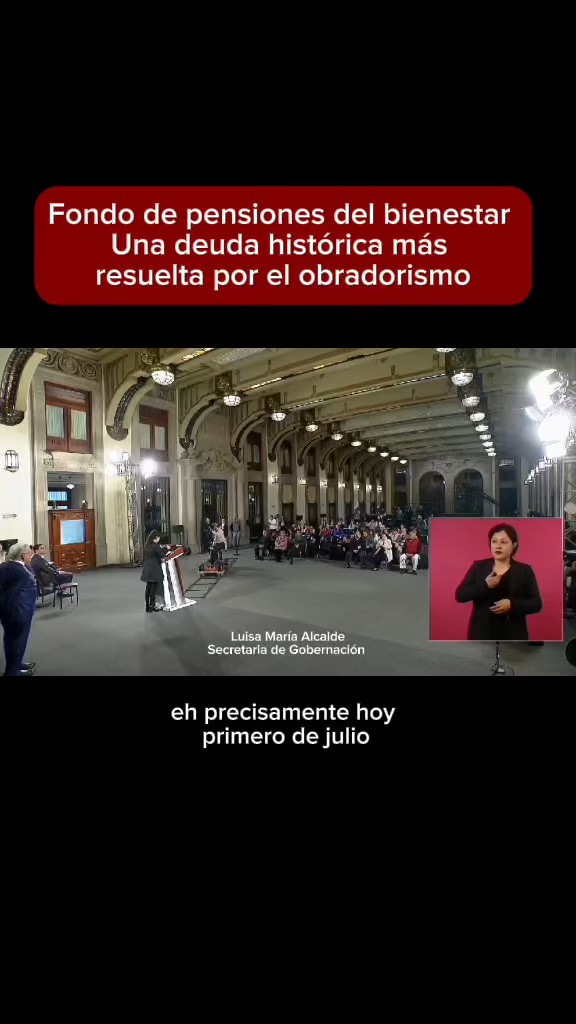 Fondo de pensiones del bienestar
Una deuda histórica más
resuelta por el obradorismo
Luisa María Alcalde
Secretaria de Gobernación
eh precisamente hoy
primero de julio